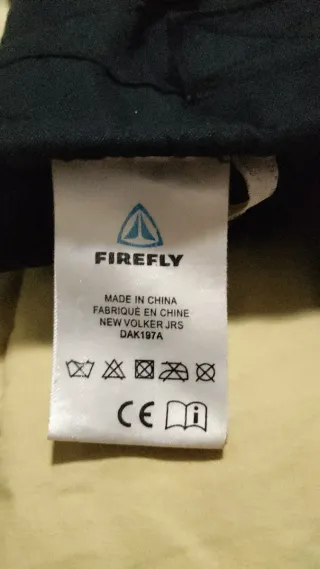 FIREFLY
MADE IN CHINA
FABRIQUÉ EN CHINE
NEW VOLKER JRS
DAK197A
CE